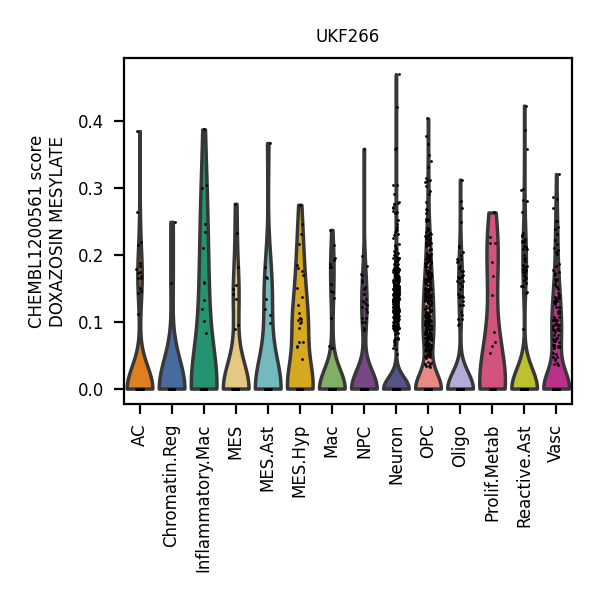 UKF266
CHEMBL1200561 score
DOXAZOSIN MESYLATE
0.4
0.3
0.2
0.1
0.0
AC
Chromatin.Reg
Inflammatory.Mac
MES
MES.Ast
MES.Hyp
Mac
NPC
Neuron
OPC
Oligo
Prolif.Metab
Reactive.Ast
Vasc